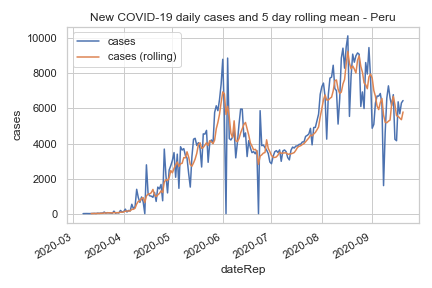 New COVID-19 daily cases and 5 day rolling mean - Peru
cases
cases (rolling)
10000
8000
6000
4000
2000
0
cases
2020-03
2020-04
2020-05
2020-06
2020-07
2020-08
2020-09
dateRep